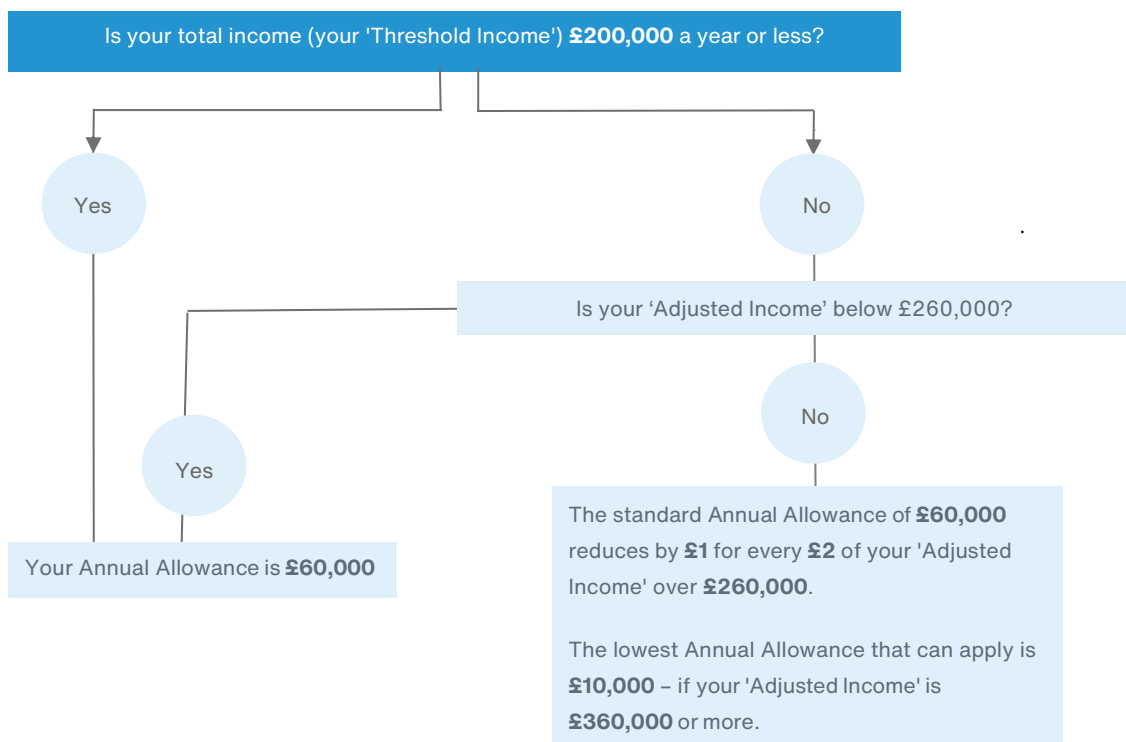 Is your total income (your 'Threshold Income') £200,000 a year or less?
Yes
No
Is your ‘Adjusted Income’ below £260,000?
No
Yes
Your Annual Allowance is £60,000
The standard Annual Allowance of £60,000
reduces by £1 for every £2 of your 'Adjusted
Income' over £260,000.
The lowest Annual Allowance that can apply is
£10,000 – if your 'Adjusted Income' is
£360,000 or more.